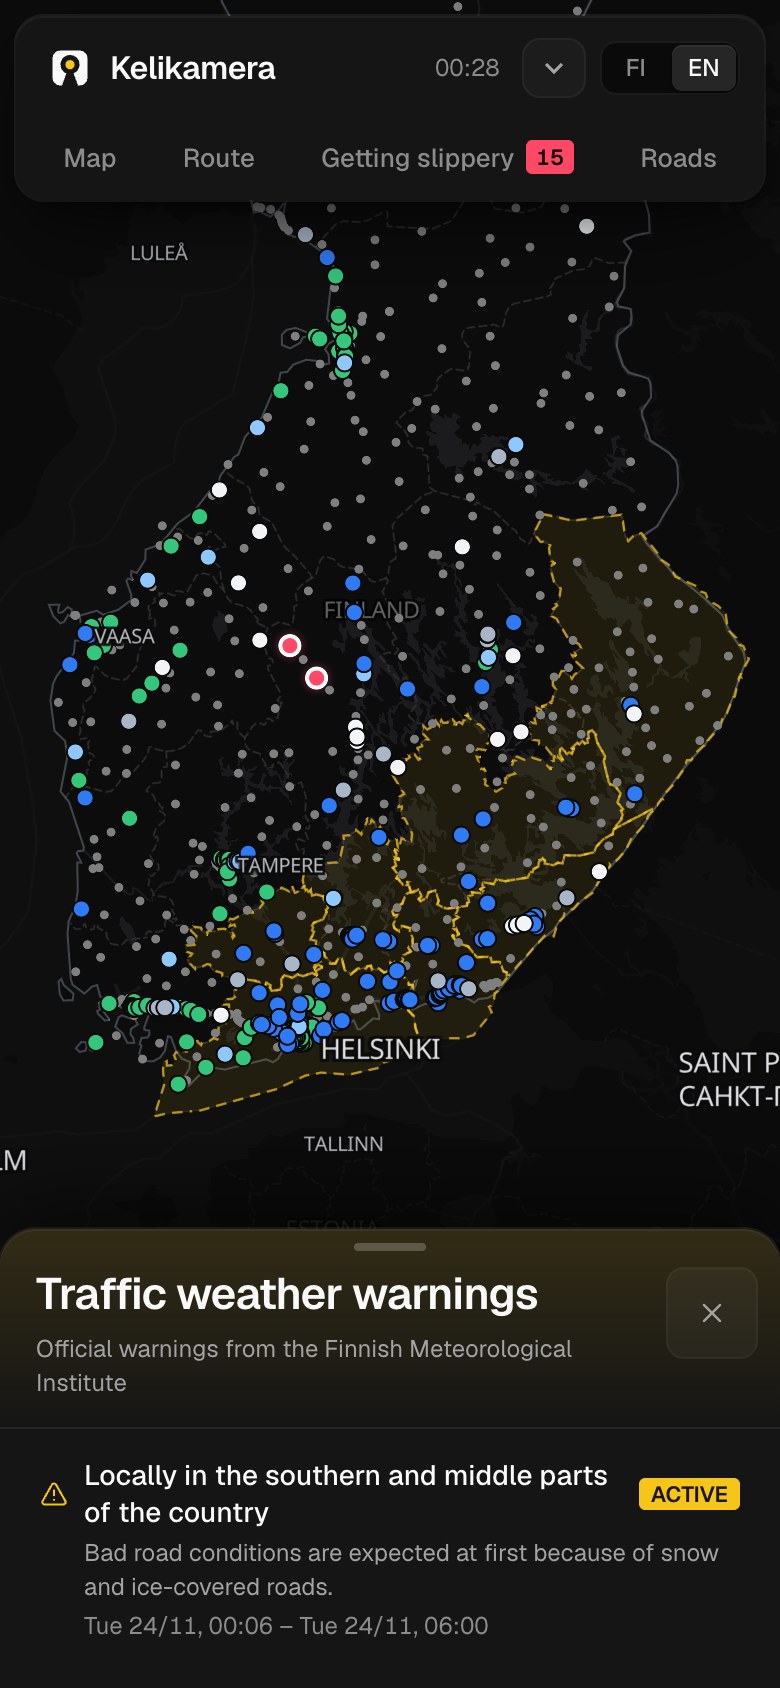 Kelikamera
00:28
FI
EN
Map
Route
Getting slippery 15
Roads
LULEÅ
FINLAND
VAASA
TAMPERE
HELSINKI
SAINT P
САНКТ-П
TALLINN
LM
ESTONIA
Traffic weather warnings
Official warnings from the Finnish Meteorological
Institute
Locally in the southern and middle parts
of the country
ACTIVE
Bad road conditions are expected at first because of snow
and ice-covered roads.
Tue 24/11, 00:06 – Tue 24/11, 06:00